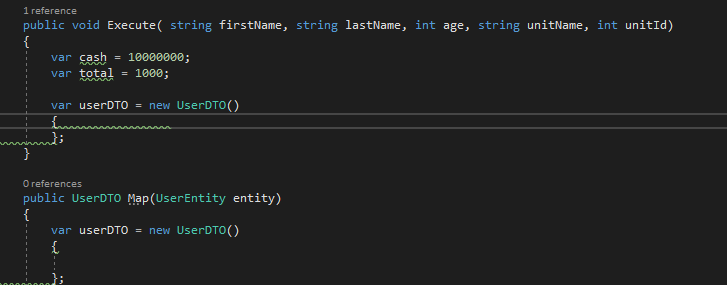 1 reference
public void Execute( string firstName, string lastName, int age, string unitName, int unitId)
{
var cash = 10000000;
var total = 1000;
var userDTO = new UserDTO()
{
};
}
0 references
public UserDTO Map(UserEntity entity)
{
var userDTO = new UserDTO()
{
};